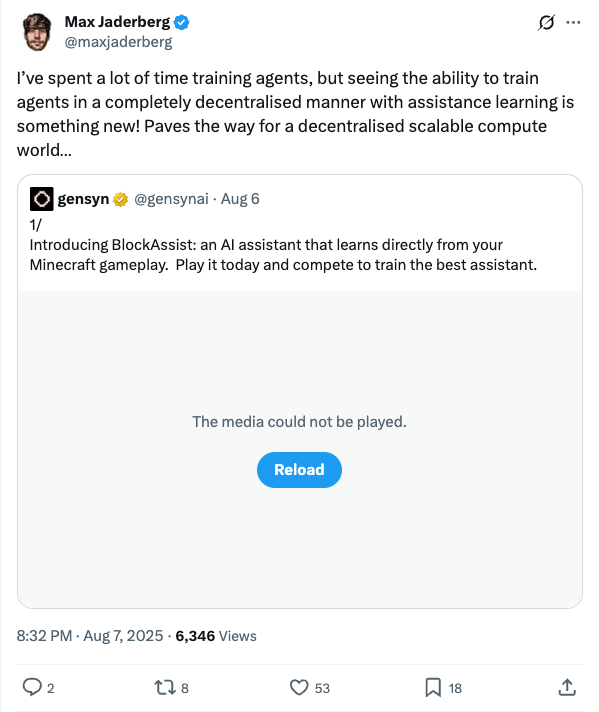 Max Jaderberg
@maxjaderberg
I've spent a lot of time training agents, but seeing the ability to train
agents in a completely decentralised manner with assistance learning is
something new! Paves the way for a decentralised scalable compute
world...
gensyn @gensynai · Aug 6
1/
Introducing BlockAssist: an AI assistant that learns directly from your
Minecraft gameplay.  Play it today and compete to train the best assistant.
The media could not be played.
Reload
8:32 PM · Aug 7, 2025 · 6,346 Views
2 8 53 18